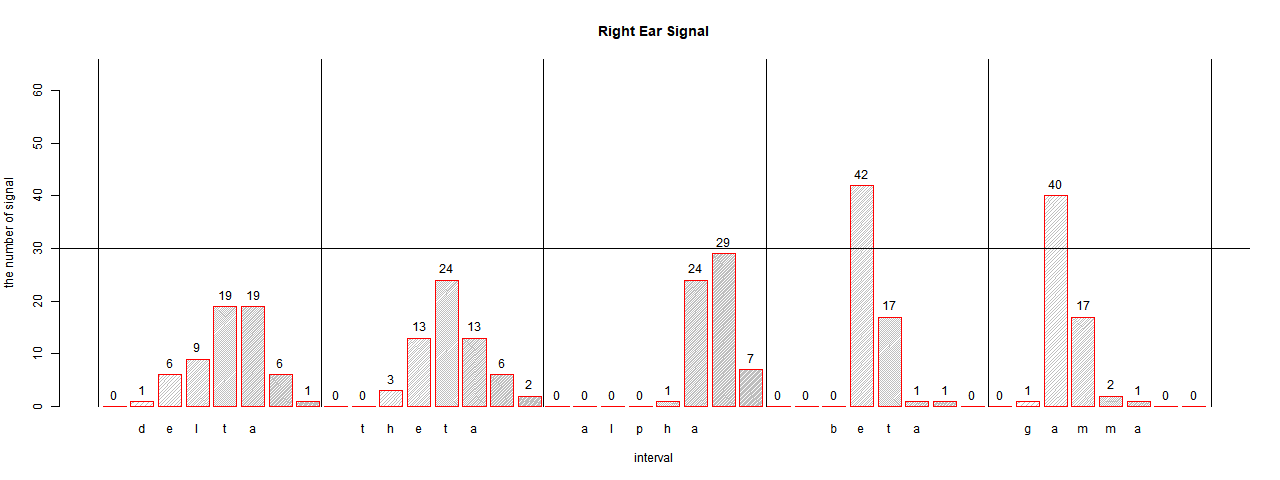 Right Ear Signal
the number of signal
60
50
40
30
20
10
0
0 1 6 9 19 19 6 1
0 0 3 13 24 13 6 2
0 0 0 0 1 24 29 7
0 0 0 42 17 1 1 0
0 1 40 17 2 1 0 0
d e l t a t h e t a a l p h a b e t a g a m m a
interval